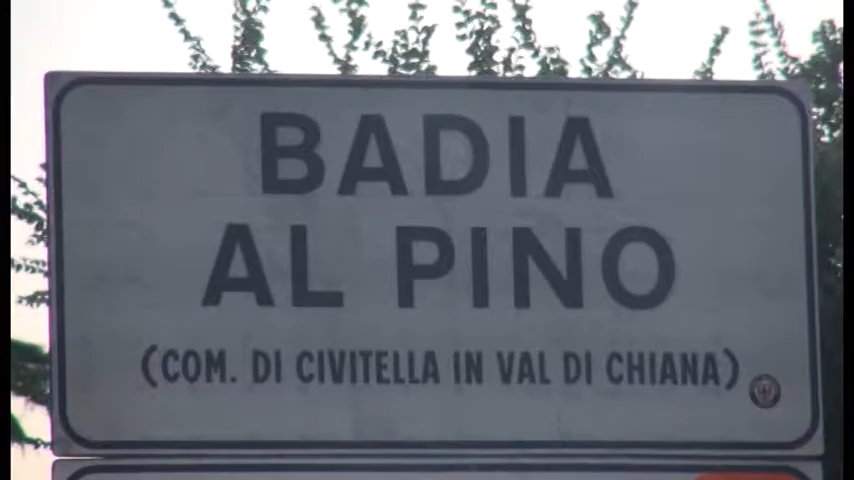 BADIA
AL PINO
(COM. DI CIVITELLA IN VAL DI CHIANA)